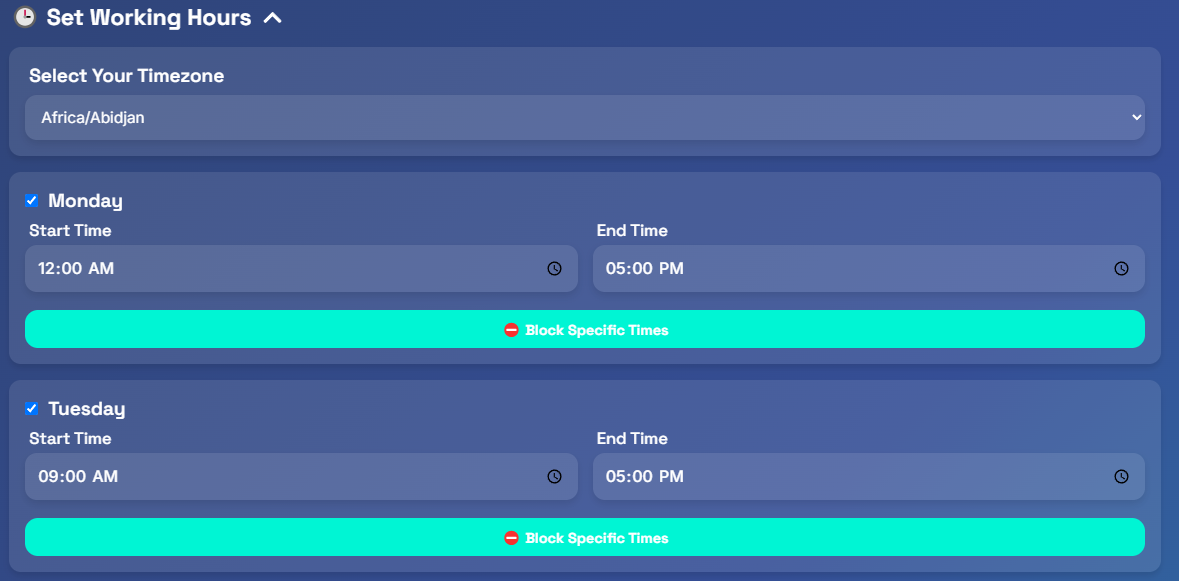 Set Working Hours
Select Your Timezone
Africa/Abidjan
Monday
Start Time End Time
12:00 AM 05:00 PM
Block Specific Times
Tuesday
Start Time End Time
09:00 AM 05:00 PM
Block Specific Times